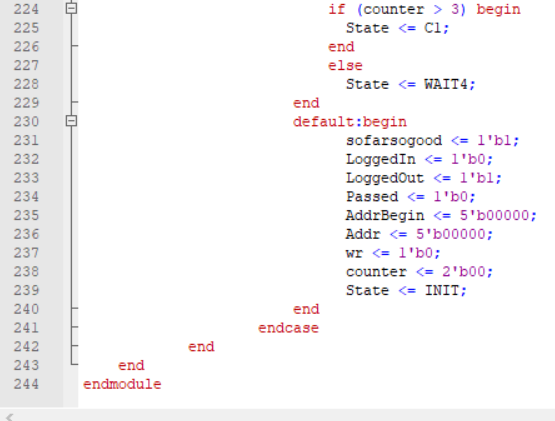 224 if (counter > 3) begin
225 State <= C1;
226 end
227 else
228 State <= WAIT4;
229 end
230 default:begin
231 sofarsogood <= 1'b1;
232 LoggedIn <= 1'b0;
233 LoggedOut <= 1'b1;
234 Passed <= 1'b0;
235 AddrBegin <= 5'b00000;
236 Addr <= 5'b00000;
237 wr <= 1'b0;
238 counter <= 2'b00;
239 State <= INIT;
240 end
241 endcase
242 end
243 end
244 endmodule